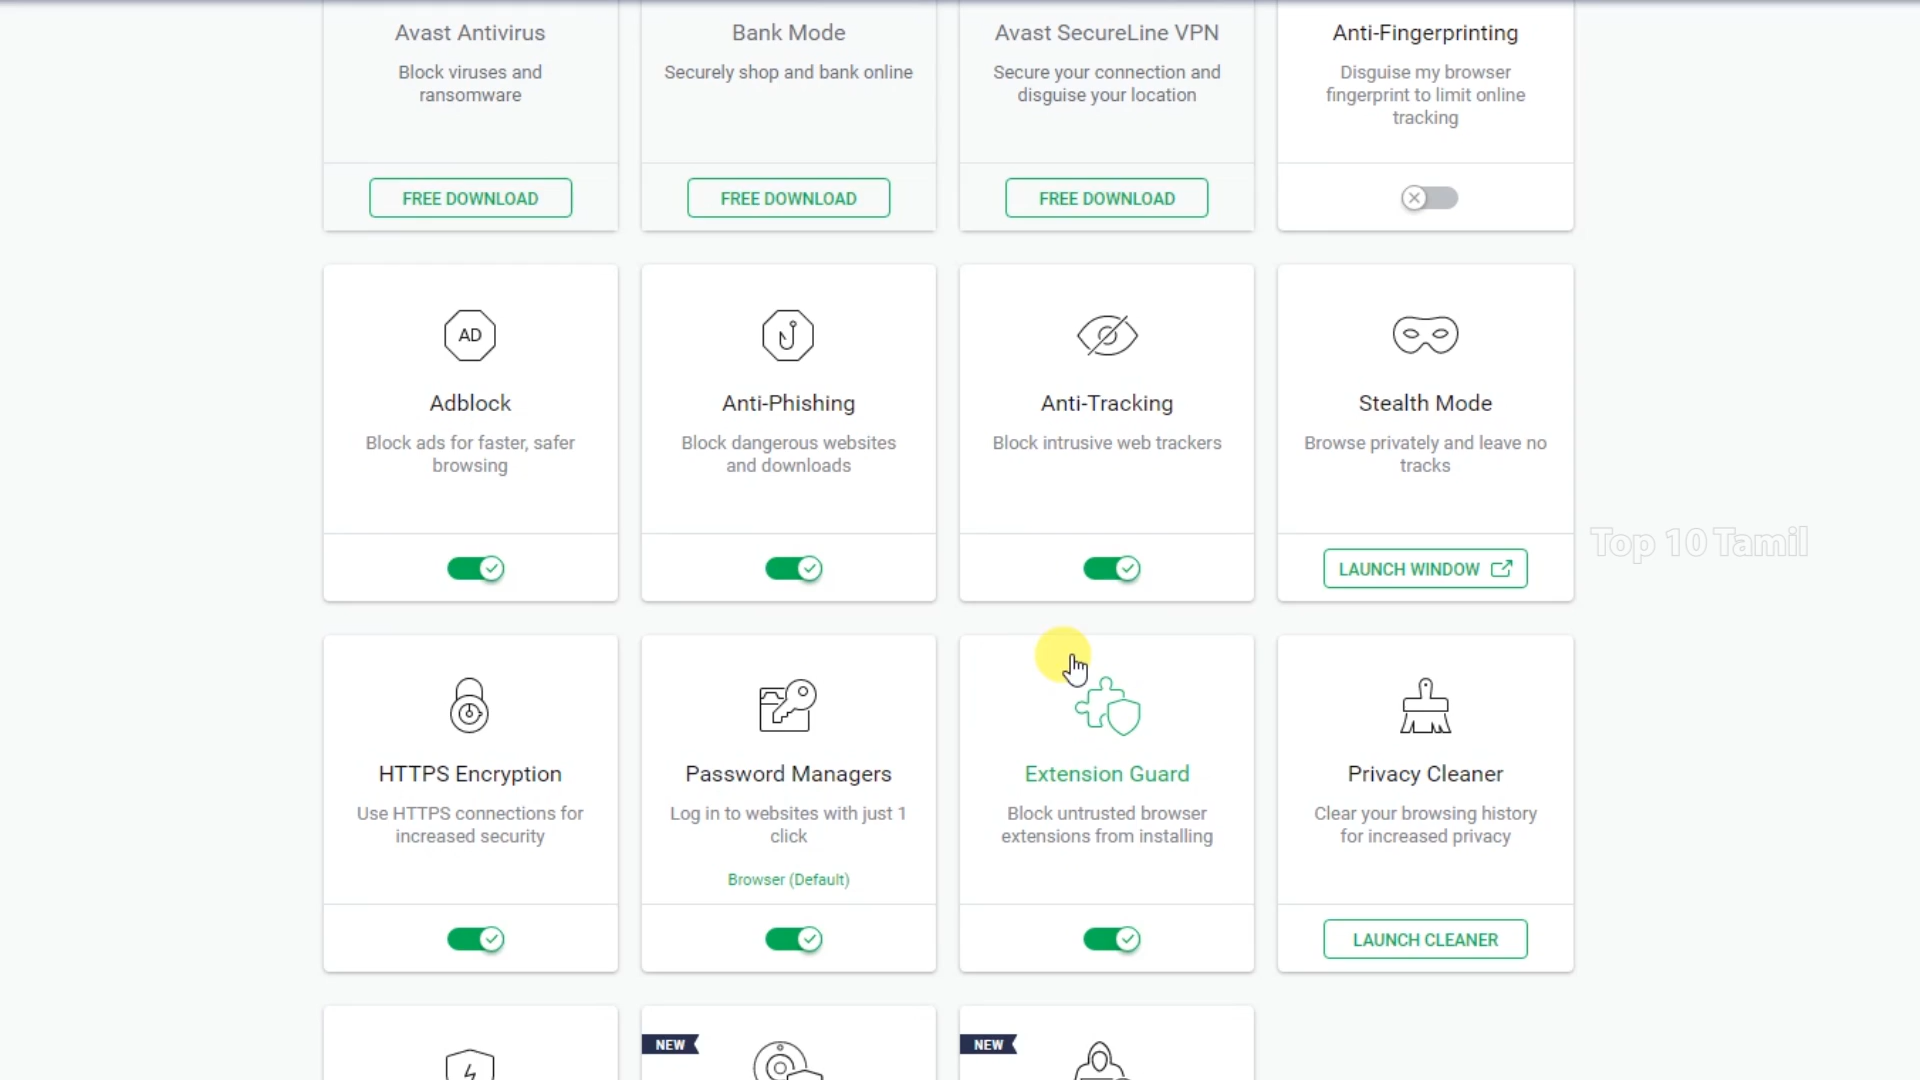 Avast Antivirus
Block viruses and
ransomware
FREE DOWNLOAD
Bank Mode
Securely shop and bank online
FREE DOWNLOAD
Avast SecureLine VPN
Secure your connection and
disguise your location
FREE DOWNLOAD
Anti-Fingerprinting
Disguise my browser
fingerprint to limit online
tracking
AD
Adblock
Block ads for faster, safer
browsing
Anti-Phishing
Block dangerous websites
and downloads
Anti-Tracking
Block intrusive web trackers
Stealth Mode
Browse privately and leave no
tracks
LAUNCH WINDOW
Top 10 Tamil
HTTPS Encryption
Use HTTPS connections for
increased security
Password Managers
Log in to websites with just 1
click
Browser (Default)
Extension Guard
Block untrusted browser
extensions from installing
Privacy Cleaner
Clear your browsing history
for increased privacy
LAUNCH CLEANER
NEW
NEW